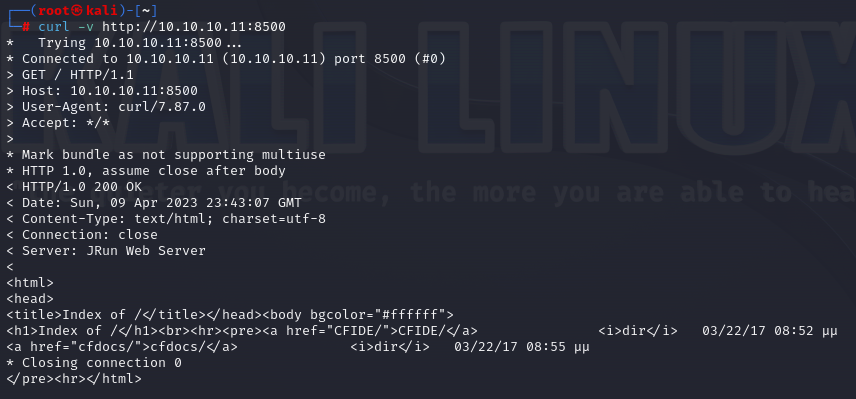 ┌──(root㉿kali)-[~]
└─# curl -v http://10.10.10.11:8500
*   Trying 10.10.10.11:8500...
* Connected to 10.10.10.11 (10.10.10.11) port 8500 (#0)
> GET / HTTP/1.1
> Host: 10.10.10.11:8500
> User-Agent: curl/7.87.0
> Accept: */*
>
* Mark bundle as not supporting multiuse
* HTTP 1.0, assume close after body
< HTTP/1.0 200 OK
< Date: Sun, 09 Apr 2023 23:43:07 GMT
< Content-Type: text/html; charset=utf-8
< Connection: close
< Server: JRun Web Server
<
<html>
<head>
<title>Index of /</title></head><body bgcolor="#ffffff">
<h1>Index of /</h1><br><hr><pre><a href="CFIDE/">CFIDE/</a>               <i>dir</i>   03/22/17 08:52 μμ
<a href="cfdocs/">cfdocs/</a>              <i>dir</i>   03/22/17 08:55 μμ
* Closing connection 0
</pre><hr></html>
KALI LINUX
you become, the more you are able to hea